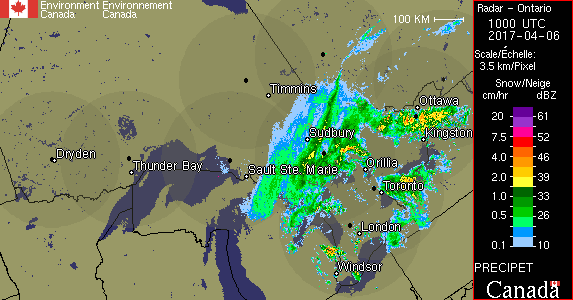 Environment Environnement
Canada Canada
100 KM
Timmins
Ottawa
Sudbury
Kingston
Dryden
Thunder Bay
Sault Ste. Marie
Orillia
Toronto
London
Windsor
Radar - Ontario
1000 UTC
2017-04-06
Scale/Échelle:
3.5 km/Pixel
Snow/Neige
cm/hr dBZ
20 61
7.5 52
4.0 46
2.0 39
1.0 33
0.5 26
0.1 10
PRECIPET
Canada